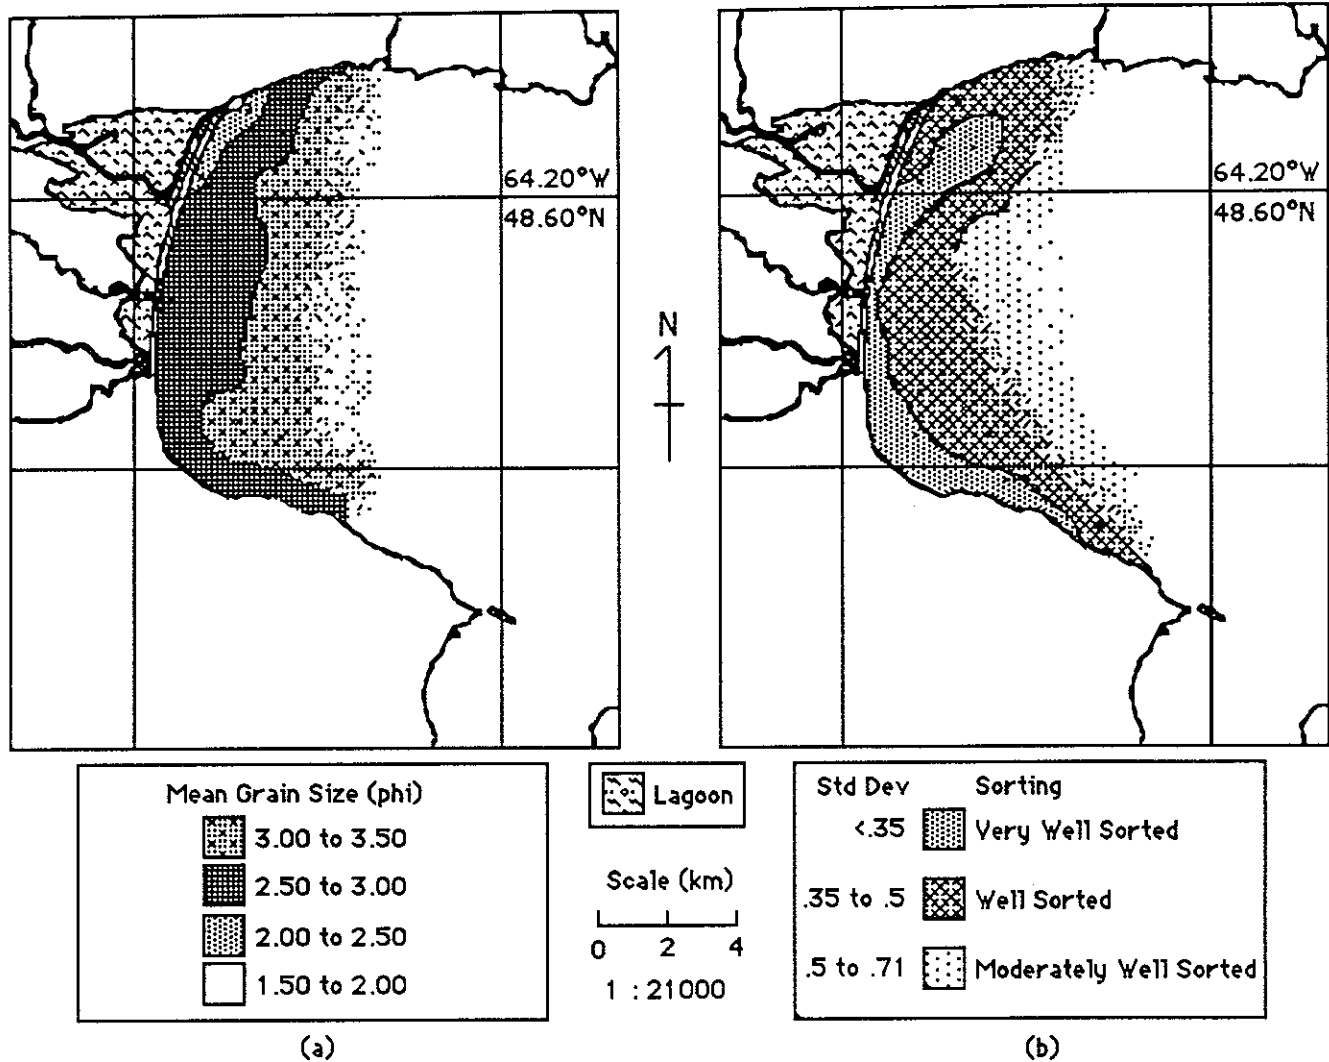 64.20°W
48.60°N
64.20°W
48.60°N
N
Mean Grain Size (phi)
3.00 to 3.50
2.50 to 3.00
2.00 to 2.50
1.50 to 2.00
Lagoon
Scale (km)
0 2 4
1 : 21000
Std Dev Sorting
<.35 Very Well Sorted
.35 to .5 Well Sorted
.5 to .71 Moderately Well Sorted
(a)
(b)